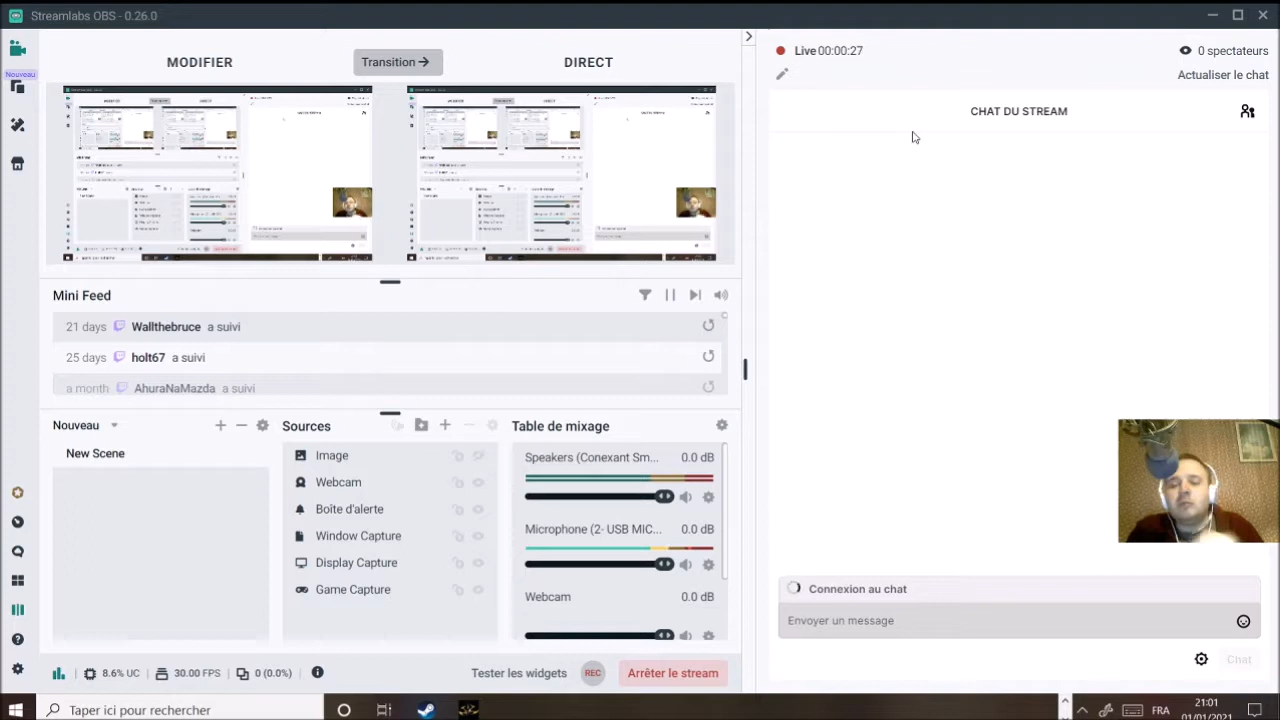 Streamlabs OBS - 0.26.0
Nouveau
MODIFIER
Transition
DIRECT
Live 00:00:27
0 spectateurs
Actualiser le chat
CHAT DU STREAM
Mini Feed
21 days Wallthebruce a suivi
25 days holt67 a suivi
a month AhuraNaMazda a suivi
Nouveau
New Scene
Sources
Image
Webcam
Boite d'alerte
Window Capture
Display Capture
Game Capture
Table de mixage
Speakers (Conexant Sm... 0.0 dB
Microphone (2- USB MIC... 0.0 dB
Webcam 0.0 dB
Connexion au chat
Envoyer un message
Chat
8.6% UC
30.00 FPS
0 (0.0%)
Tester les widgets
REC
Arrêter le stream
Taper ici pour rechercher
FRA
21:01
01/01/2021